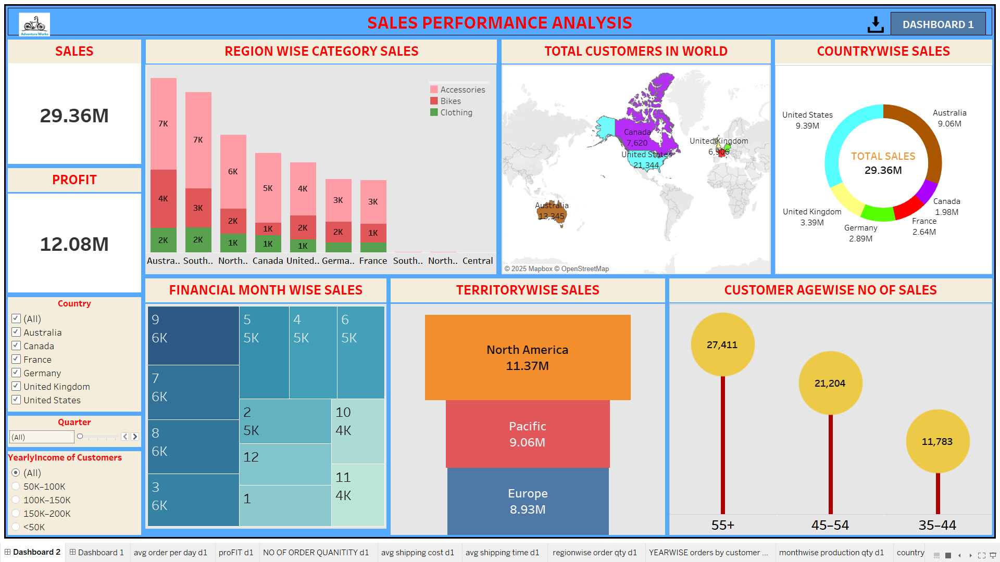 Adventure Works
SALES PERFORMANCE ANALYSIS
DASHBOARD 1
SALES
29.36M
PROFIT
12.08M
Country
(All)
Australia
Canada
France
Germany
United Kingdom
United States
Quarter
(All)
YearlyIncome of Customers
(All)
50K–100K
100K–150K
150K–200K
<50K
REGION WISE CATEGORY SALES
Accessories
Bikes
Clothing
7K
4K
2K
7K
3K
2K
6K
2K
1K
5K
1K
1K
4K
2K
1K
3K
2K
3K
1K
Austra.. South.. North.. Canada United.. Germa.. France South.. North.. Central
TOTAL CUSTOMERS IN WORLD
Canada
7,620
United States
21,344
United Kingdom
6,906
Australia
13,345
© 2025 Mapbox © OpenStreetMap
COUNTRYWISE SALES
United States
9.39M
Australia
9.06M
TOTAL SALES
29.36M
Canada
1.98M
United Kingdom
3.39M
France
2.64M
Germany
2.89M
FINANCIAL MONTH WISE SALES
9
6K
7
6K
8
6K
3
6K
5
5K
4
5K
6
5K
2
5K
12
1
10
4K
11
4K
TERRITORYWISE SALES
North America
11.37M
Pacific
9.06M
Europe
8.93M
CUSTOMER AGEWISE NO OF SALES
27,411
21,204
11,783
55+
45–54
35–44
Dashboard 2
Dashboard 1
avg order per day d1
proFIT d1
NO OF ORDER QUANITITY d1
avg shipping cost d1
avg shipping time d1
regionwise order qty d1
YEARWISE orders by customer ...
monthwise production qty d1
country